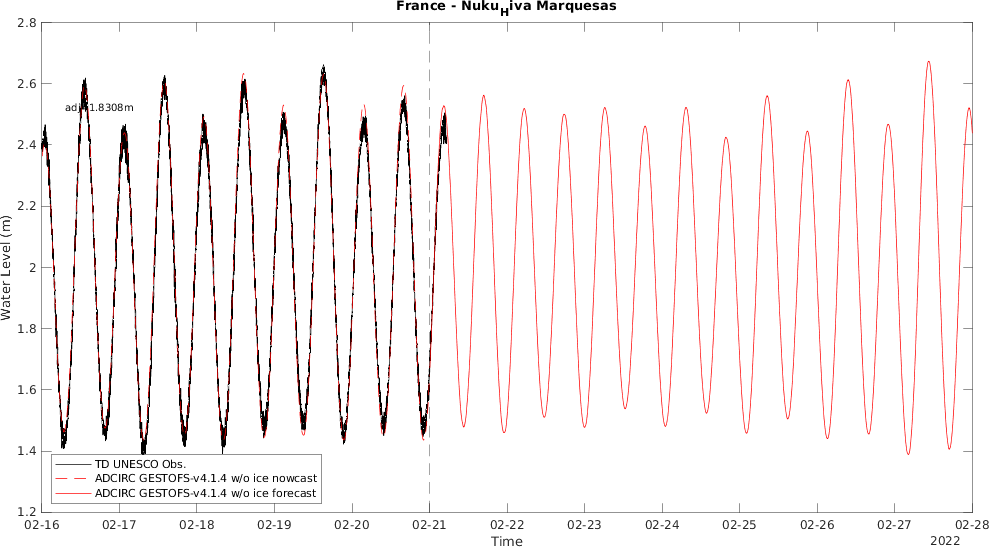 France - Nuku_Hiva Marquesas
2.8
2.6
2.4
2.2
2
1.8
1.6
1.4
1.2
Water Level (m)
TD UNESCO Obs.
ADCIRC GESTOFS-v4.1.4 w/o ice nowcast
ADCIRC GESTOFS-v4.1.4 w/o ice forecast
02-16 02-17 02-18 02-19 02-20 02-21 02-22 02-23 02-24 02-25 02-26 02-27 02-28
Time
2022